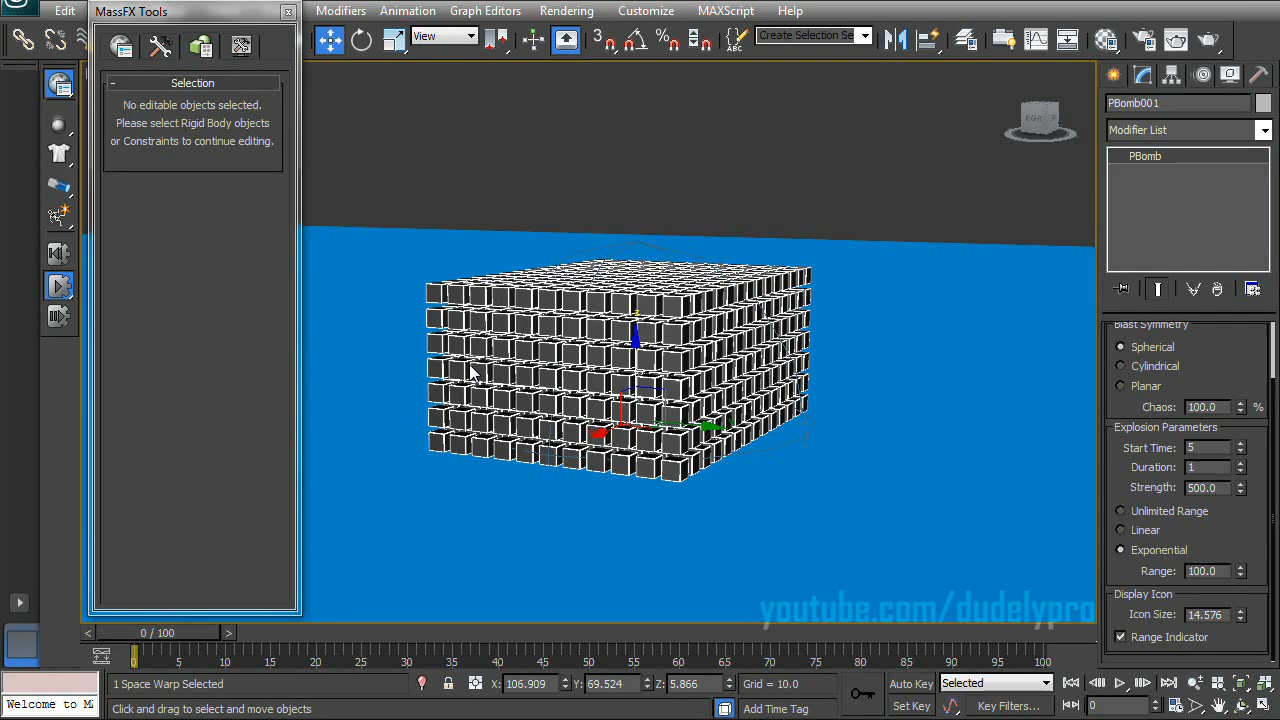 Edit
MassFX Tools
Modifiers
Animation
Graph Editors
Rendering
Customize
MAXScript
Help
View
3
Create Selection Se
Selection
No editable objects selected.
Please select Rigid Body objects
or Constraints to continue editing.
RIGHT
PBomb001
Modifier List
PBomb
Blast Symmetry
Spherical
Cylindrical
Planar
Chaos: 100.0 %
Explosion Parameters
Start Time: 5
Duration: 1
Strength: 500.0
Unlimited Range
Linear
Exponential
Range: 100.0
Display Icon
Icon Size: 14.576
Range Indicator
youtube.com/dudelypro
< 0 / 100 >
0 5 10 15 20 25 30 35 40 45 50 55 60 65 70 75 80 85 90 95 100
1 Space Warp Selected
X: 106.909 Y: 69.524 Z: 5.866
Grid = 10.0
Auto Key
Selected
Welcome to M
Click and drag to select and move objects
Add Time Tag
Set Key
Key Filters...
0